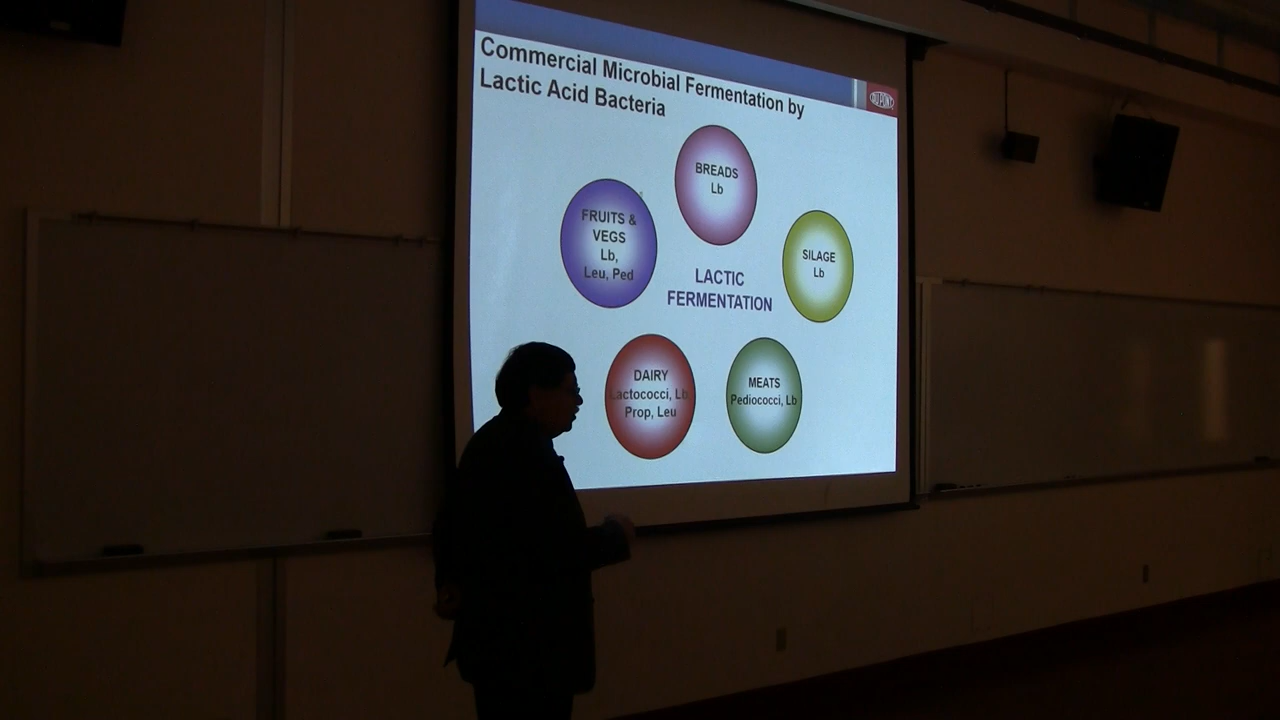 Commercial Microbial Fermentation by
Lactic Acid Bacteria
DUPONT
BREADS
Lb
FRUITS &
VEGS
Lb,
Leu, Ped
SILAGE
Lb
LACTIC
FERMENTATION
DAIRY
Lactococci, Lb
Prop, Leu
MEATS
Pediococci, Lb